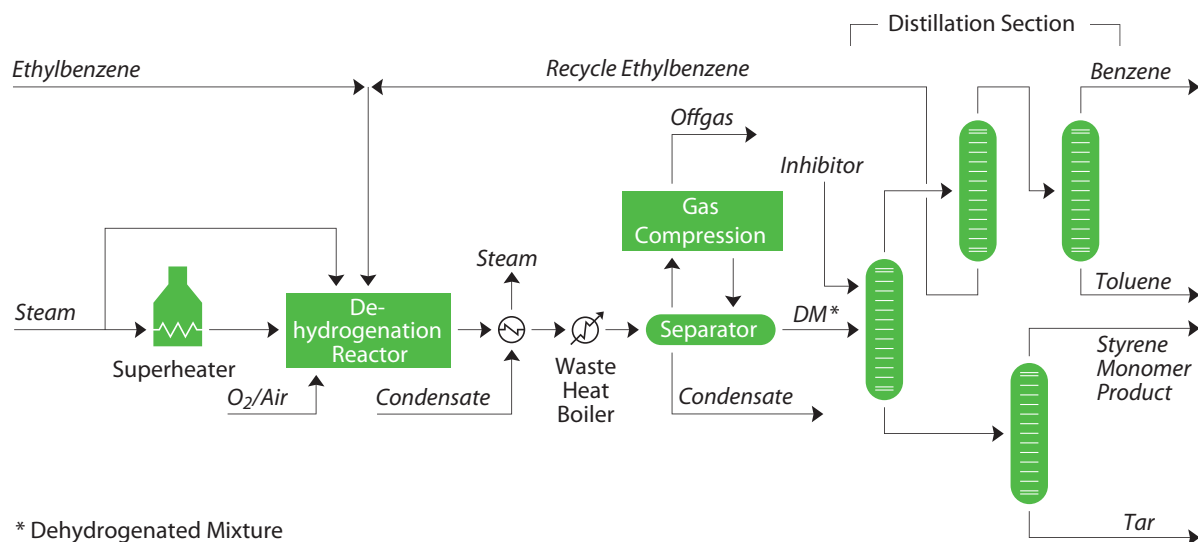 Distillation Section
Ethylbenzene
Recycle Ethylbenzene
Benzene
Offgas
Inhibitor
Gas
Compression
Steam
Steam
De-
hydrogenation
Reactor
Separator
DM*
Toluene
Superheater
Waste
Heat
Boiler
Styrene
Monomer
Product
O2/Air
Condensate
Condensate
Tar
* Dehydrogenated Mixture